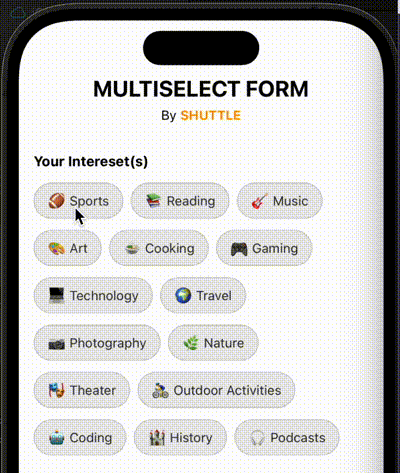 MULTISELECT FORM
By SHUTTLE
Your Intereset(s)
Sports Reading Music
Art Cooking Gaming
Technology Travel
Photography Nature
Theater Outdoor Activities
Coding History Podcasts